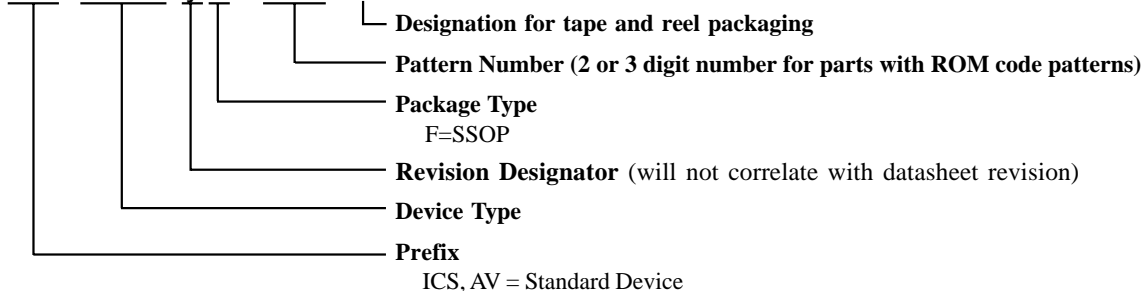 Designation for tape and reel packaging
Pattern Number (2 or 3 digit number for parts with ROM code patterns)
Package Type
F=SSOP
Revision Designator (will not correlate with datasheet revision)
Device Type
Prefix
ICS, AV = Standard Device